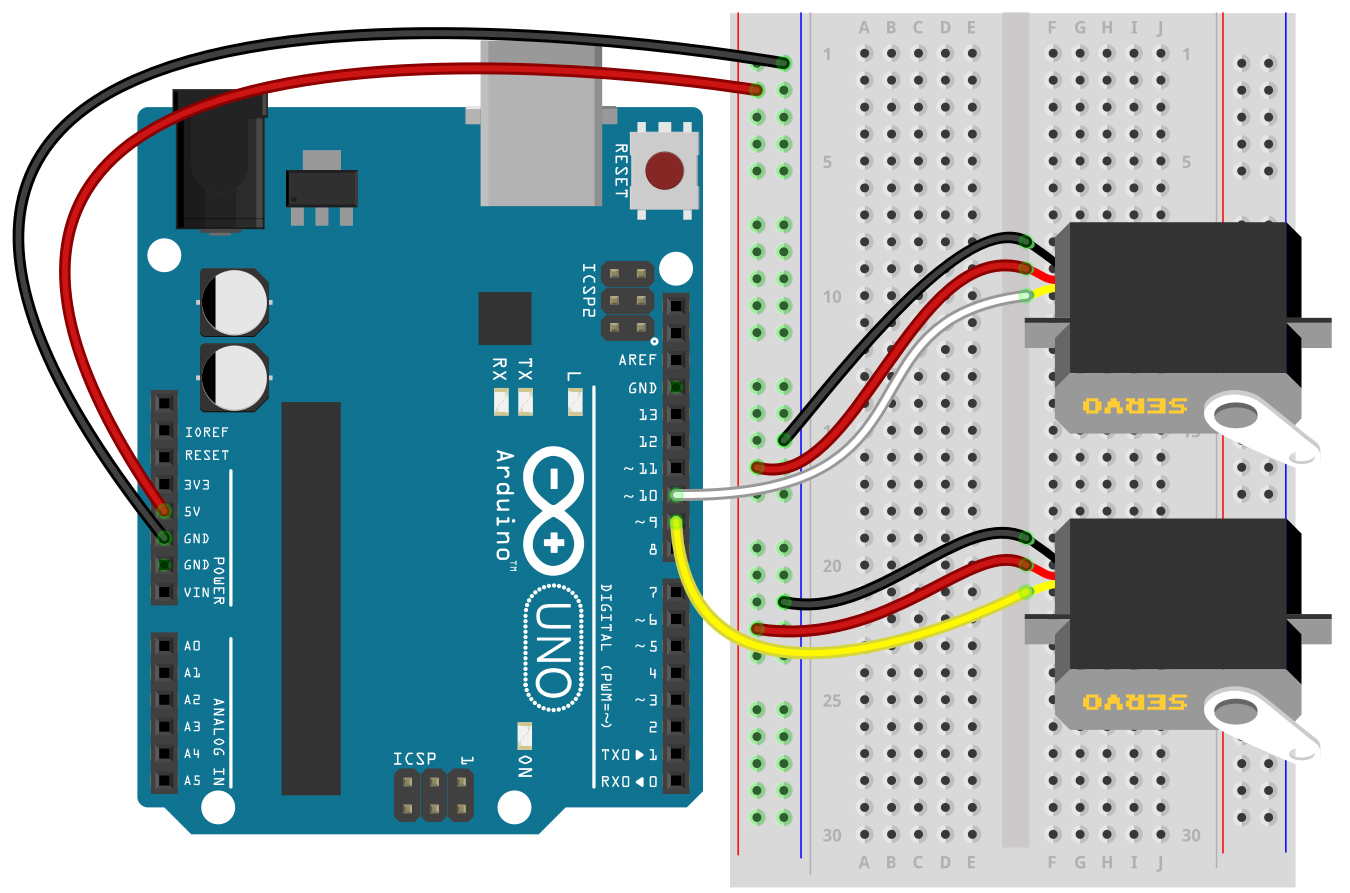 A B C D E F G H I J
1 1
5 5
10
15
20
25
30 30
A B C D E F G H I J
RESET
ICSP2
AREF
GND
13
12
~11
~10
~9
8
7
~6
~5
4
~3
2
TX0▶1
RX0◀0
DIGITAL (PWM=~)
RX
TX
L
Arduino™
UNO
ON
ICSP
1
IOREF
RESET
3V3
5V
GND
GND
VIN
POWER
A0
A1
A2
A3
A4
A5
ANALOG IN
SERVO
SERVO